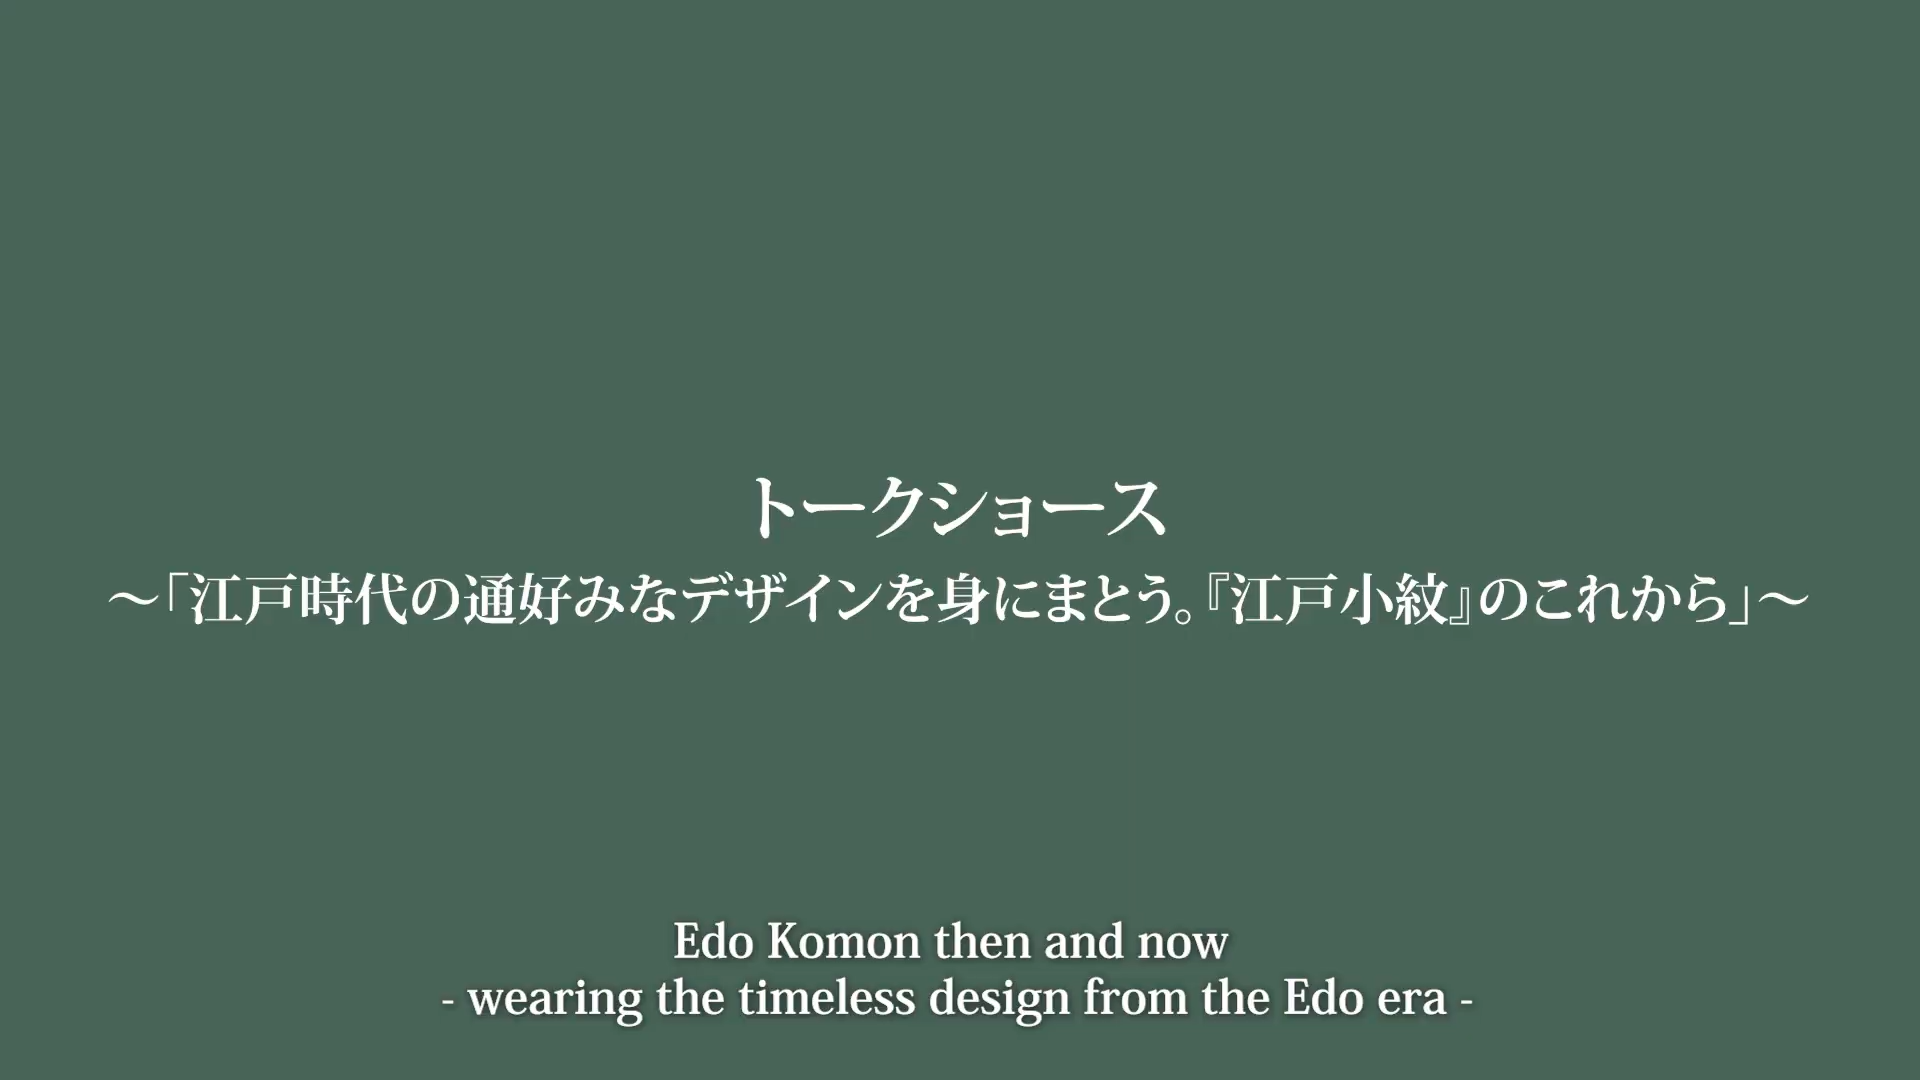 トークショース
～「江戸時代の通好みなデザインを身にまとう。『江戸小紋』のこれから」～
Edo Komon then and now
- wearing the timeless design from the Edo era -